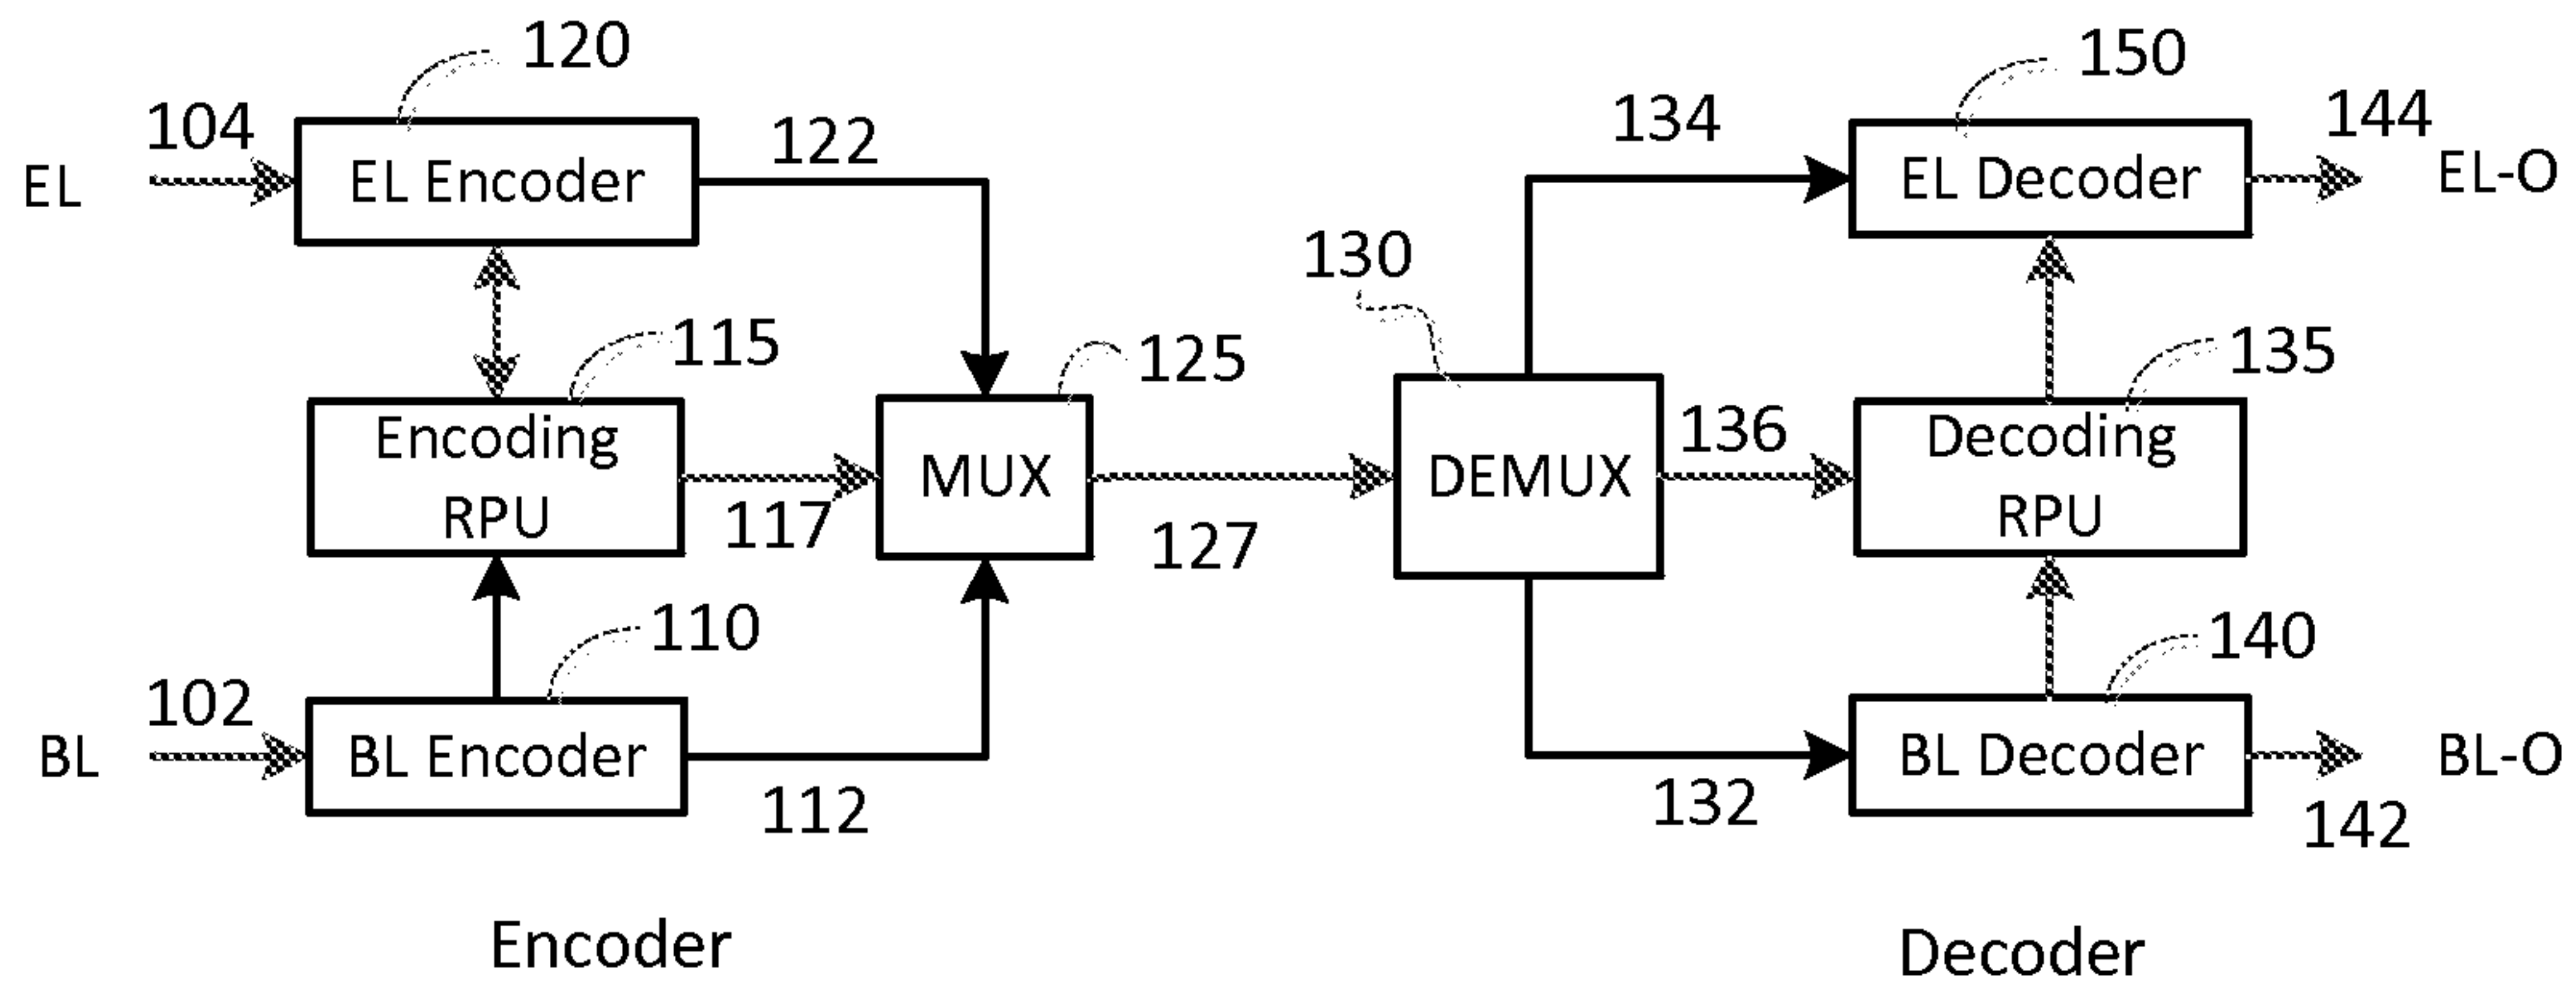 120
150
104
122
134
144
EL
EL Encoder
EL Decoder
EL-O
130
115
125
135
Encoding
RPU
MUX
DEMUX
136
Decoding
RPU
117
127
110
140
102
BL
BL Encoder
BL Decoder
BL-O
112
132
142
Encoder
Decoder